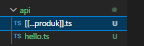 api
TS [[...produk]].ts U
TS hello.ts U